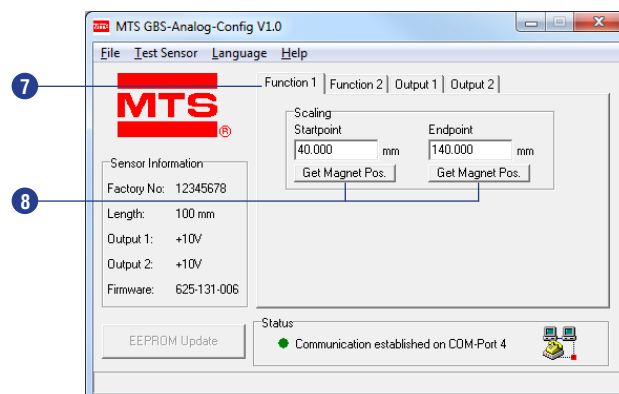 MTS GBS-Analog-Config V1.0
File Test Sensor Language Help
7
Function 1 Function 2 Output 1 Output 2
MTS
®
Scaling
Startpoint Endpoint
40.000 mm 140.000 mm
Get Magnet Pos. Get Magnet Pos.
8
Sensor Information
Factory No: 12345678
Length: 100 mm
Output 1: +10V
Output 2: +10V
Firmware: 625-131-006
EEPROM Update
Status
Communication established on COM-Port 4